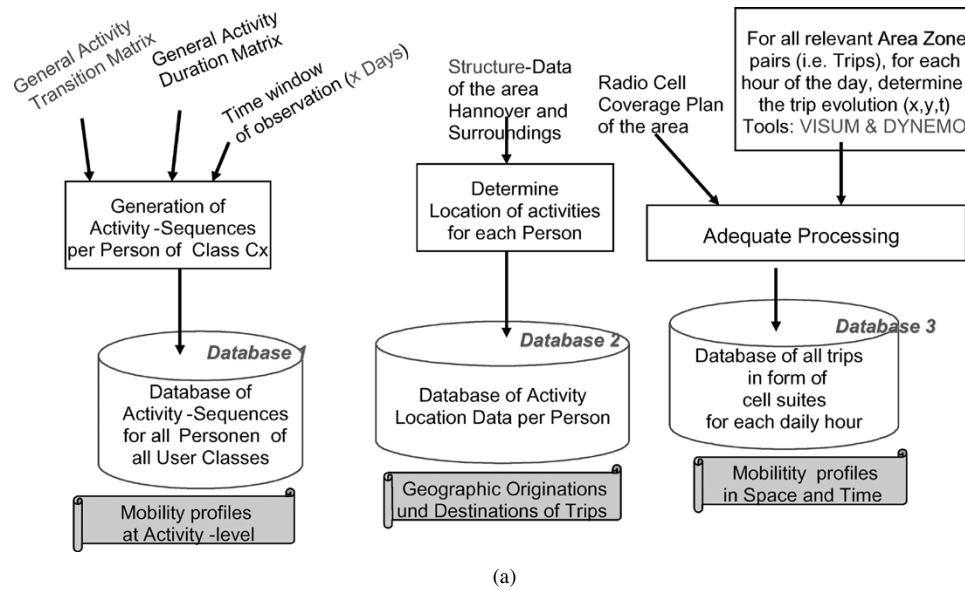 General Activity
Transition Matrix
General Activity
Duration Matrix
Time window
of observation (x Days)
Generation of
Activity -Sequences
per Person of Class Cx
Database 1
Database of
Activity -Sequences
for all Personen of
all User Classes
Mobility profiles
at Activity -level
Structure-Data
of the area
Hannover and
Surroundings
Determine
Location of activities
for each Person
Database 2
Database of Activity
Location Data per Person
Geographic Originations
und Destinations of Trips
Radio Cell
Coverage Plan
of the area
For all relevant Area Zone
pairs (i.e. Trips), for each
hour of the day, determine
the trip evolution (x,y,t)
Tools: VISUM & DYNEMO
Adequate Processing
Database 3
Database of all trips
in form of
cell suites
for each daily hour
Mobilitity profiles
in Space and Time
(a)